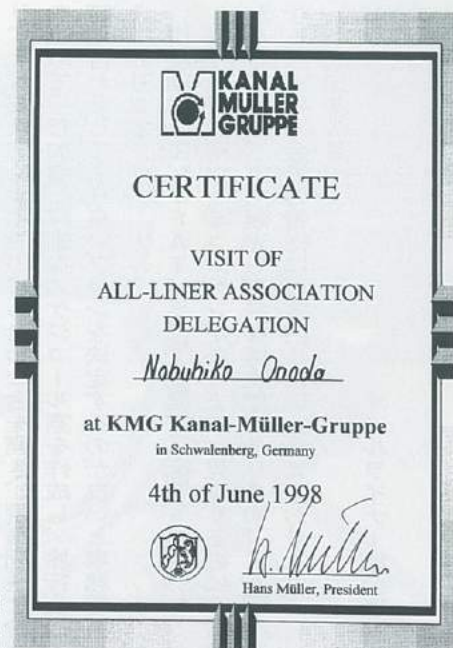 KANAL
MULLER
GRUPPE
CERTIFICATE
VISIT OF
ALL-LINER ASSOCIATION
DELEGATION
Nobuhiko Onoda
at KMG Kanal-Müller-Gruppe
in Schwalenberg, Germany
4th of June 1998
H. Müller
Hans Müller, President